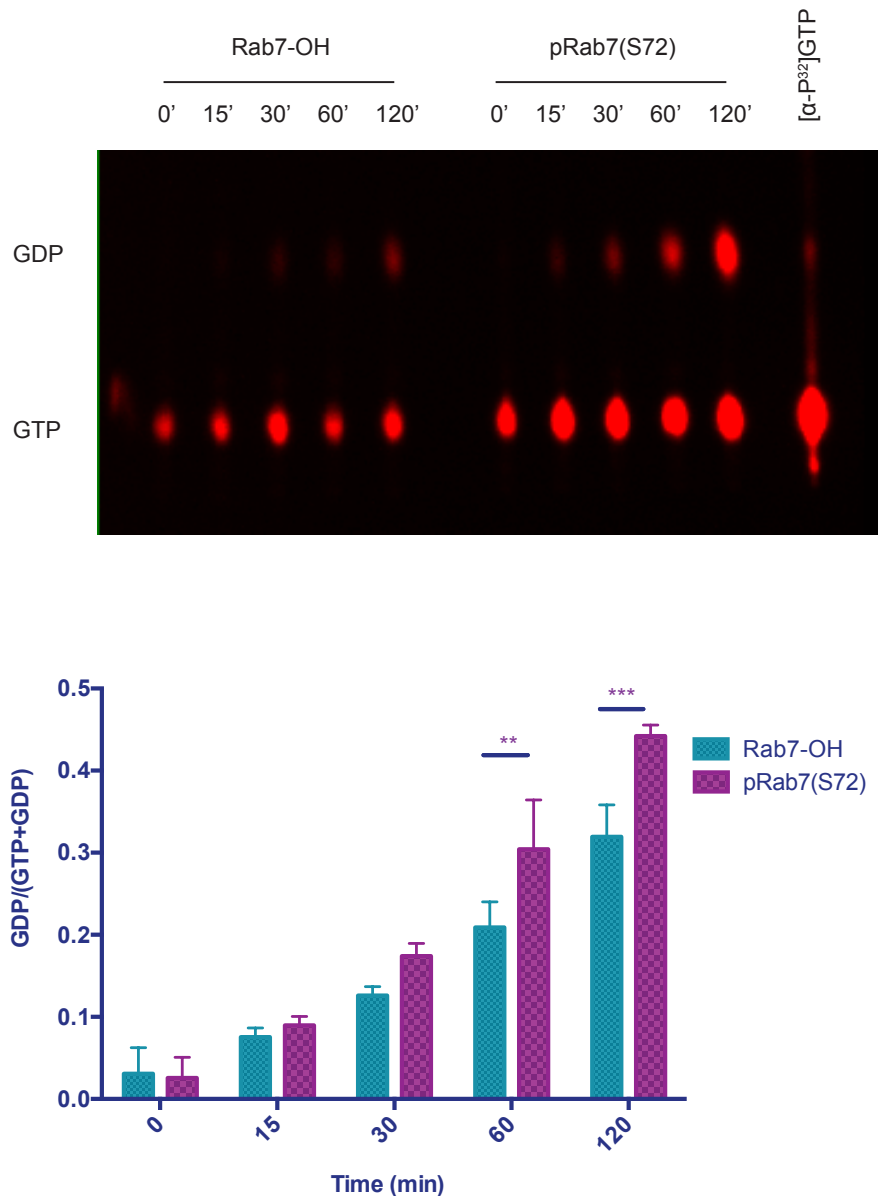 Rab7-OH pRab7(S72) [α-P³²]GTP
0’ 15’ 30’ 60’ 120’ 0’ 15’ 30’ 60’ 120’
GDP
GTP
0.5
0.4
0.3
0.2
0.1
0.0
GDP/(GTP+GDP)
** ***
Rab7-OH
pRab7(S72)
0 15 30 60 120
Time (min)